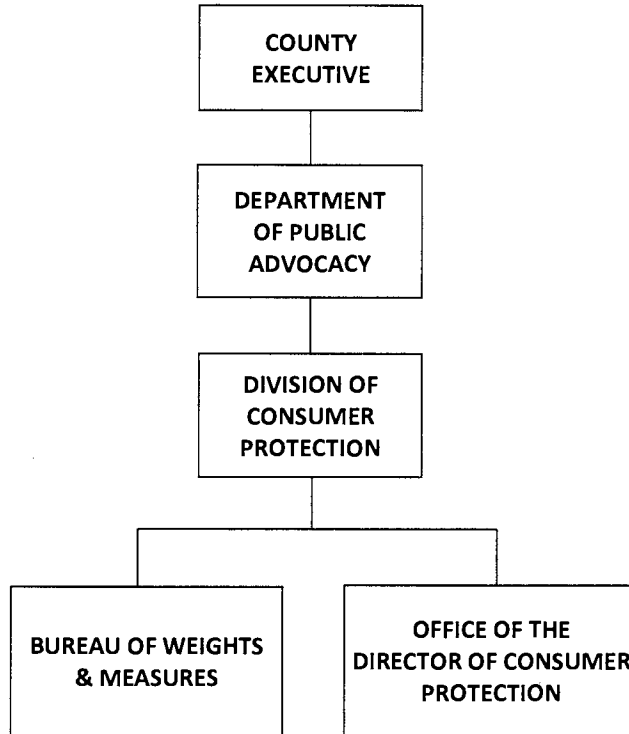 COUNTY
EXECUTIVE
DEPARTMENT
OF PUBLIC
ADVOCACY
DIVISION OF
CONSUMER
PROTECTION
BUREAU OF WEIGHTS
& MEASURES
OFFICE OF THE
DIRECTOR OF CONSUMER
PROTECTION